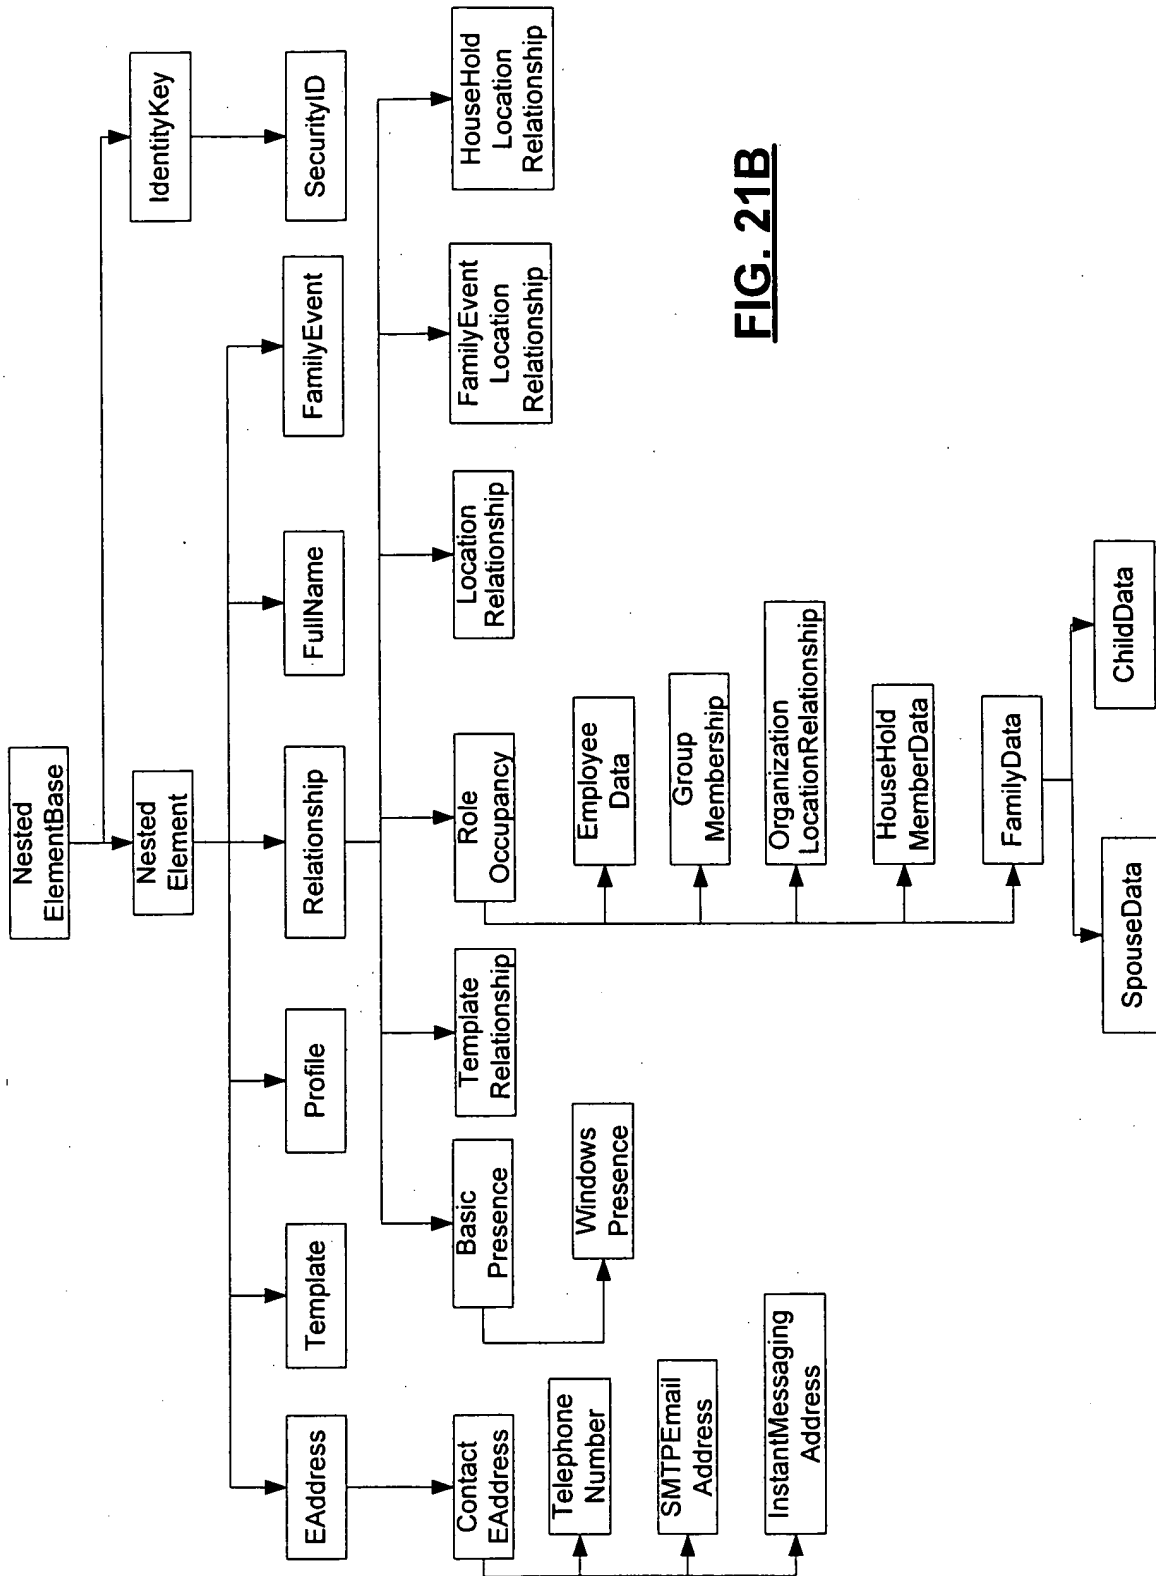 Nested
ElementBase
Nested
Element
IdentityKey
EAddress
Template
Profile
Relationship
FullName
FamilyEvent
SecurityID
Contact
EAddress
Basic
Presence
Template
Relationship
Role
Occupancy
Location
Relationship
FamilyEvent
Location
Relationship
HouseHold
Location
Relationship
Telephone
Number
SMTPEmail
Address
InstantMessaging
Address
Windows
Presence
Employee
Data
Group
Membership
Organization
LocationRelationship
HouseHold
MemberData
FamilyData
SpouseData
ChildData
FIG. 21B